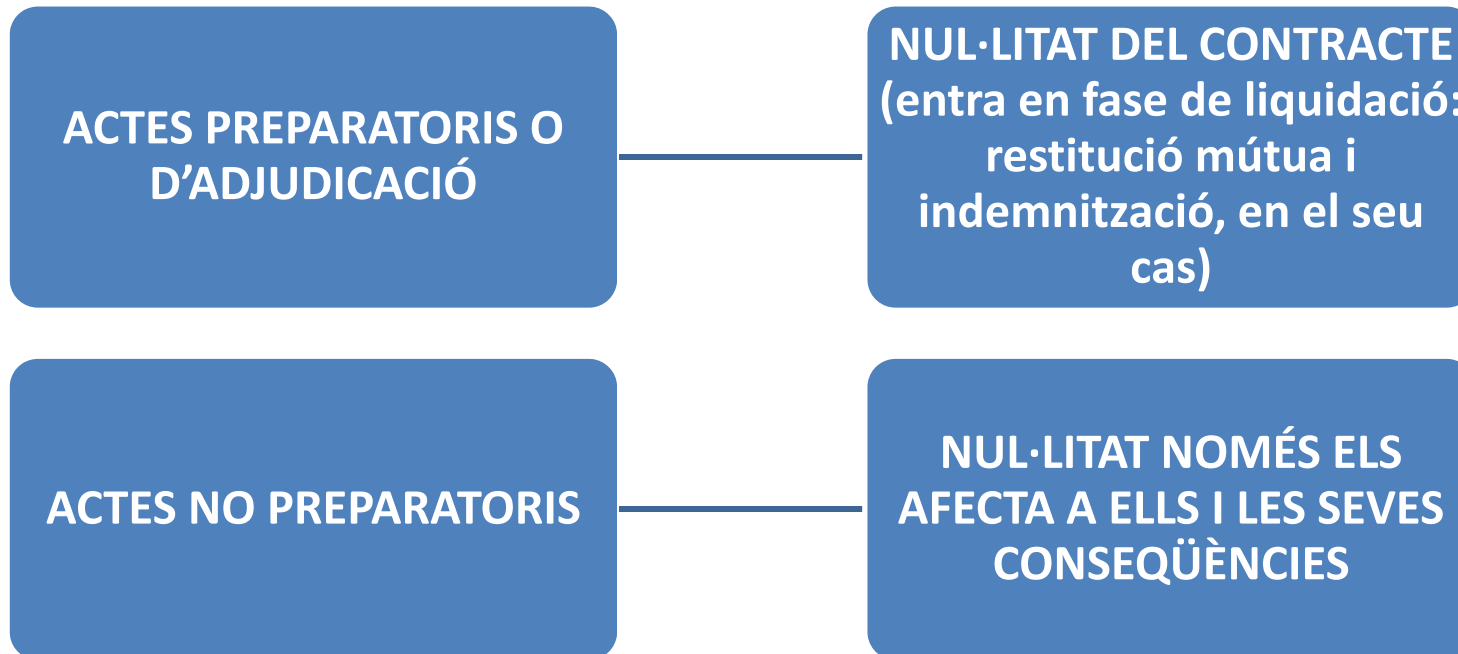 ACTES PREPARATORIS O
D’ADJUDICACIÓ
NUL·LITAT DEL CONTRACTE
(entra en fase de liquidació:
restitució mútua i
indemnització, en el seu
cas)
ACTES NO PREPARATORIS
NUL·LITAT NOMÉS ELS
AFECTA A ELLS I LES SEVES
CONSEQÜÈNCIES